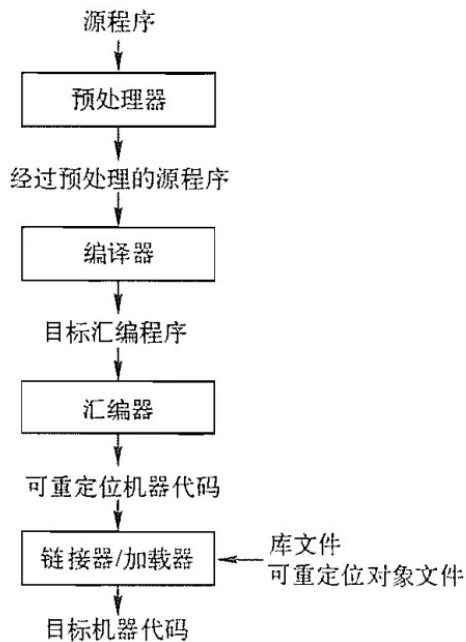 源程序
预处理器
经过预处理的源程序
编译器
目标汇编程序
汇编器
可重定位机器代码
链接器/加载器
库文件
可重定位对象文件
目标机器代码